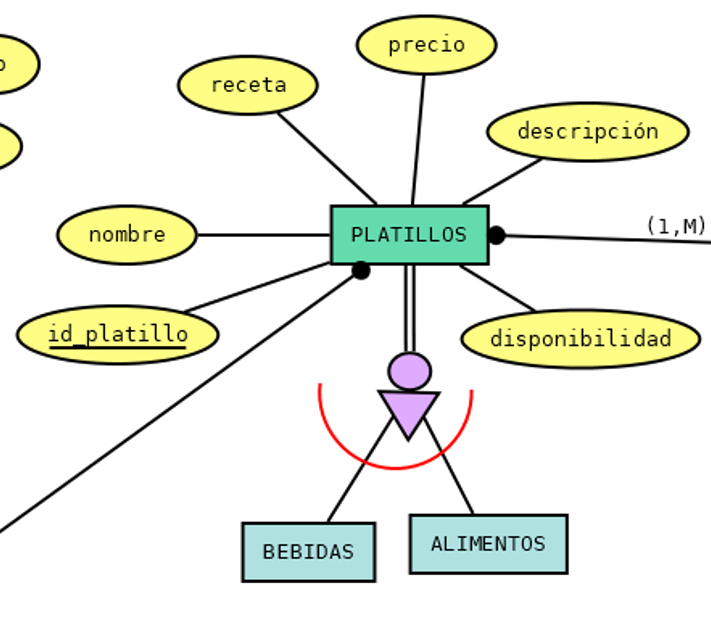 precio
o
receta
descripción
(1,M)
nombre
PLATILLOS
id_platillo
disponibilidad
BEBIDAS
ALIMENTOS